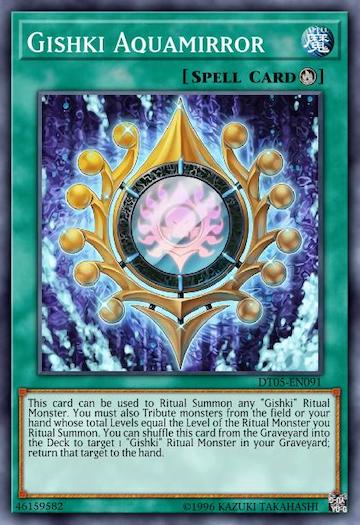 Gishki Aquamirror
魔
[Spell Card]
DT05-EN091
This card can be used to Ritual Summon any "Gishki" Ritual
Monster. You must also Tribute monsters from the field or your
hand whose total Levels equal the Level of the Ritual Monster you
Ritual Summon. You can shuffle this card from the Graveyard into
the Deck to target 1 "Gishki" Ritual Monster in your Graveyard;
return that target to the hand.
46159582
©1996 KAZUKI TAKAHASHI